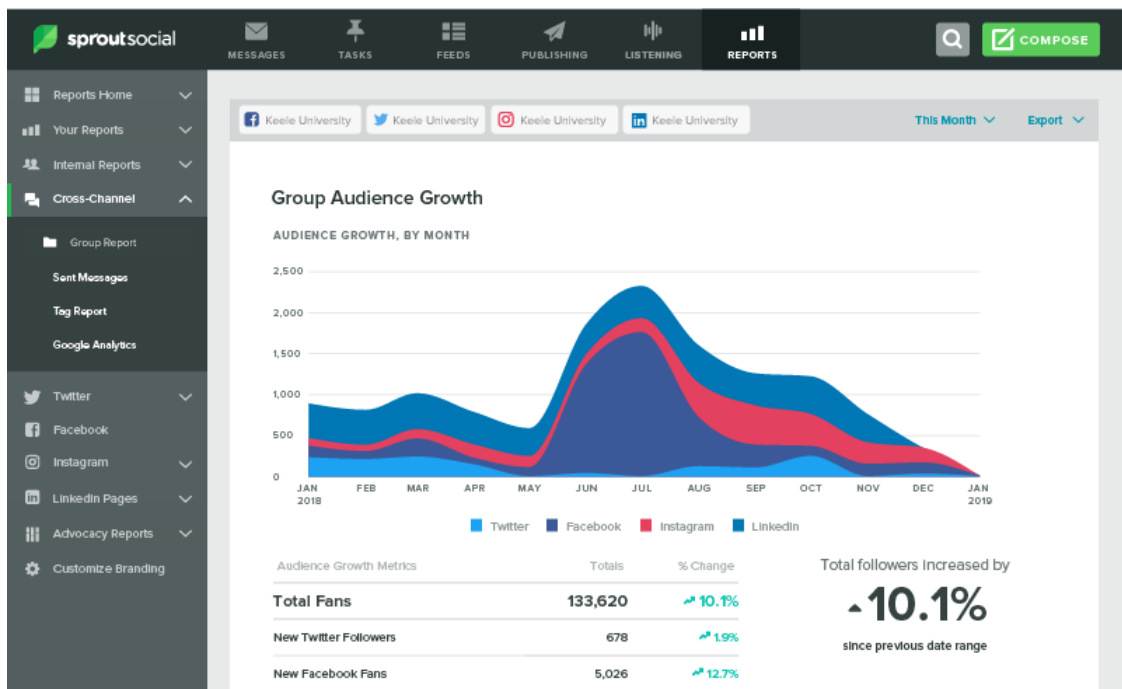 sproutsocial
MESSAGES
TASKS
FEEDS
PUBLISHING
LISTENING
REPORTS
COMPOSE
Reports Home
Your Reports
Internal Reports
Cross-Channel
Group Report
Sent Messages
Tag Report
Google Analytics
Twitter
Facebook
Instagram
LinkedIn Pages
Advocacy Reports
Customize Branding
Keele University
Keele University
Keele University
Keele University
This Month
Export
Group Audience Growth
AUDIENCE GROWTH, BY MONTH
2,500
2,000
1,500
1,000
500
0
JAN 2018 FEB MAR APR MAY JUN JUL AUG SEP OCT NOV DEC JAN 2019
Twitter Facebook Instagram LinkedIn
Audience Growth Metrics Totals % Change
Total Fans 133,620 10.1%
New Twitter Followers 678 1.9%
New Facebook Fans 5,026 12.7%
Total followers increased by
10.1%
since previous date range